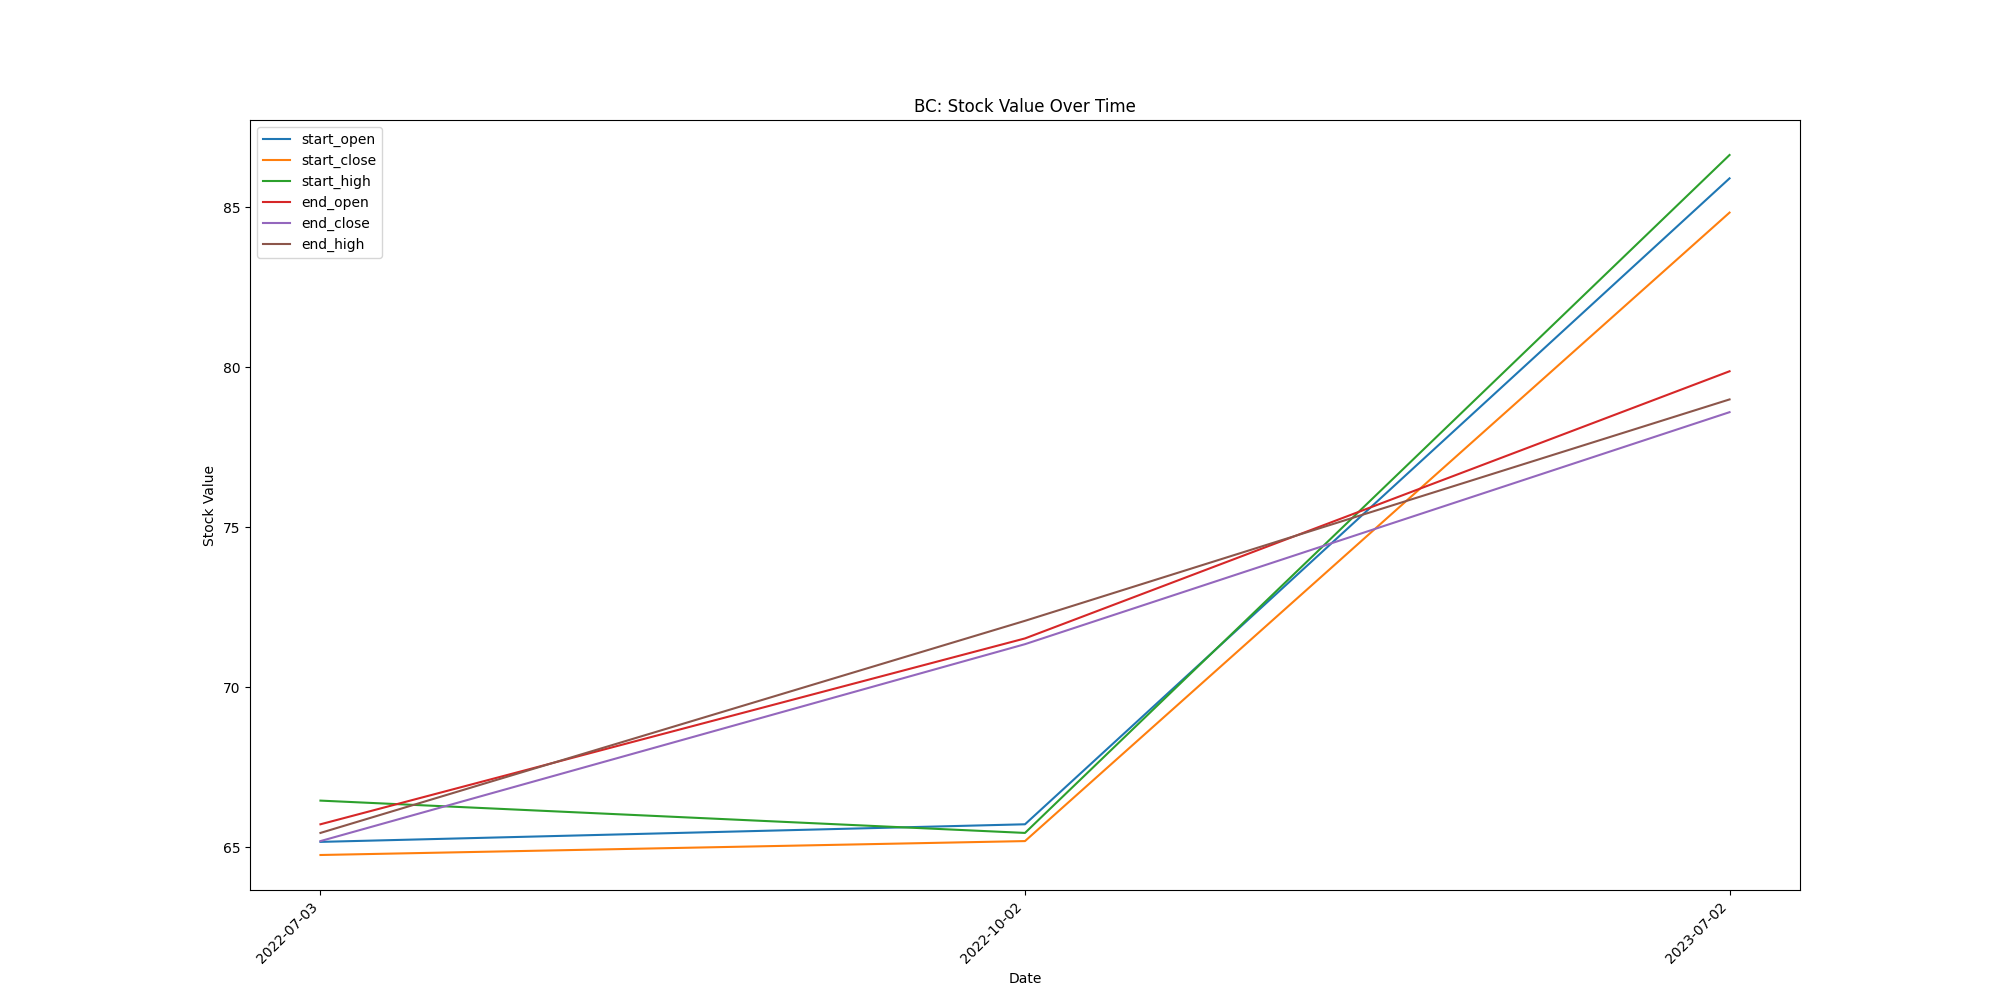 BC: Stock Value Over Time
start_open
start_close
start_high
end_open
end_close
end_high
85
80
75
70
65
Stock Value
2022-07-03
2022-10-02
2023-07-02
Date